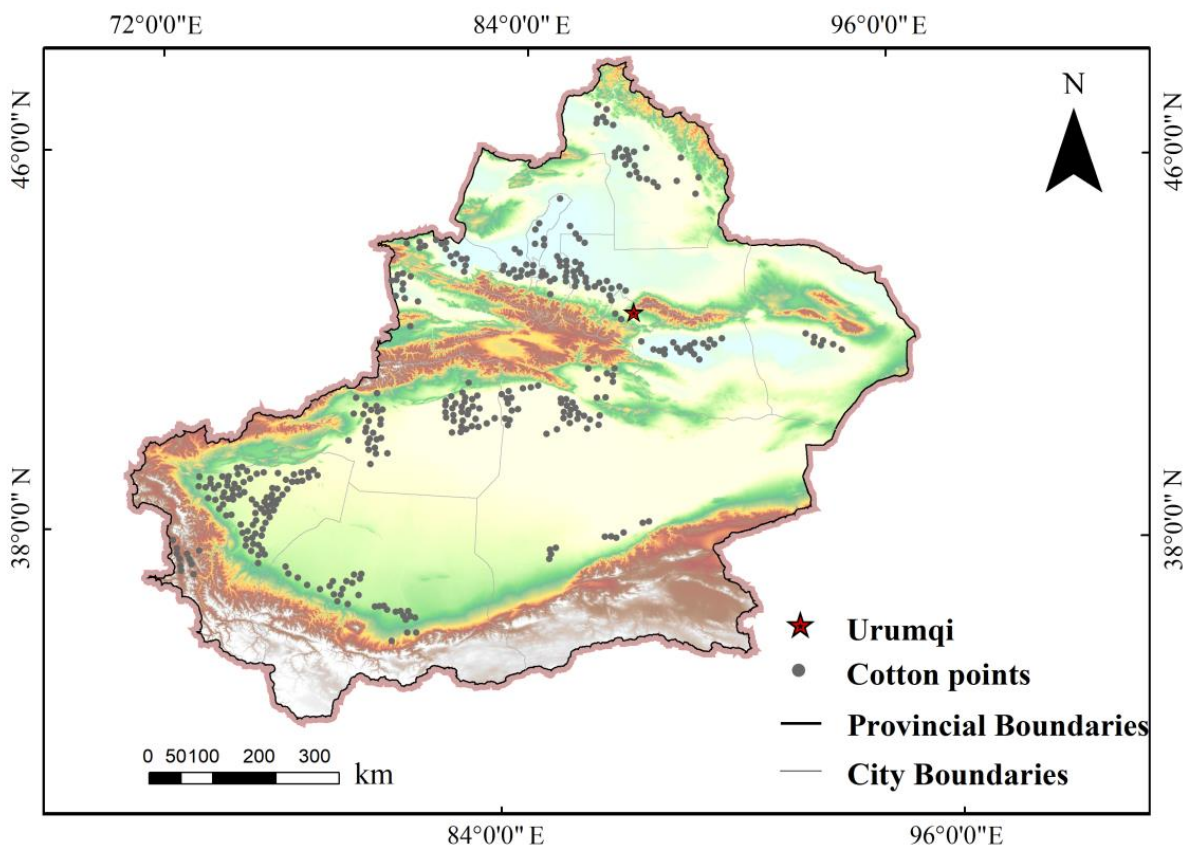 72°0'0"E 84°0'0"E 96°0'0"E
N
46°0'0"N
46°0'0"N
38°0'0"N
38°0'0"N
Urumqi
Cotton points
Provincial Boundaries
City Boundaries
0 50 100 200 300
km
84°0'0"E 96°0'0"E